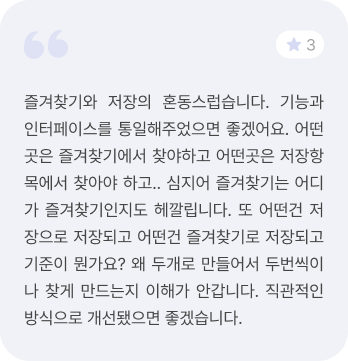 3
즐겨찾기와 저장의 혼동스럽습니다. 기능과
인터페이스를 통일해주었으면 좋겠어요. 어떤
곳은 즐겨찾기에서 찾야하고 어떤곳은 저장항
목에서 찾아야 하고.. 심지어 즐겨찾기는 어디
가 즐겨찾기인지도 헤깔립니다. 또 어떤건 저
장으로 저장되고 어떤건 즐겨찾기로 저장되고
기준이 뭔가요? 왜 두개로 만들어서 두번씩이
나 찾게 만드는지 이해가 안갑니다. 직관적인
방식으로 개선됐으면 좋겠습니다.